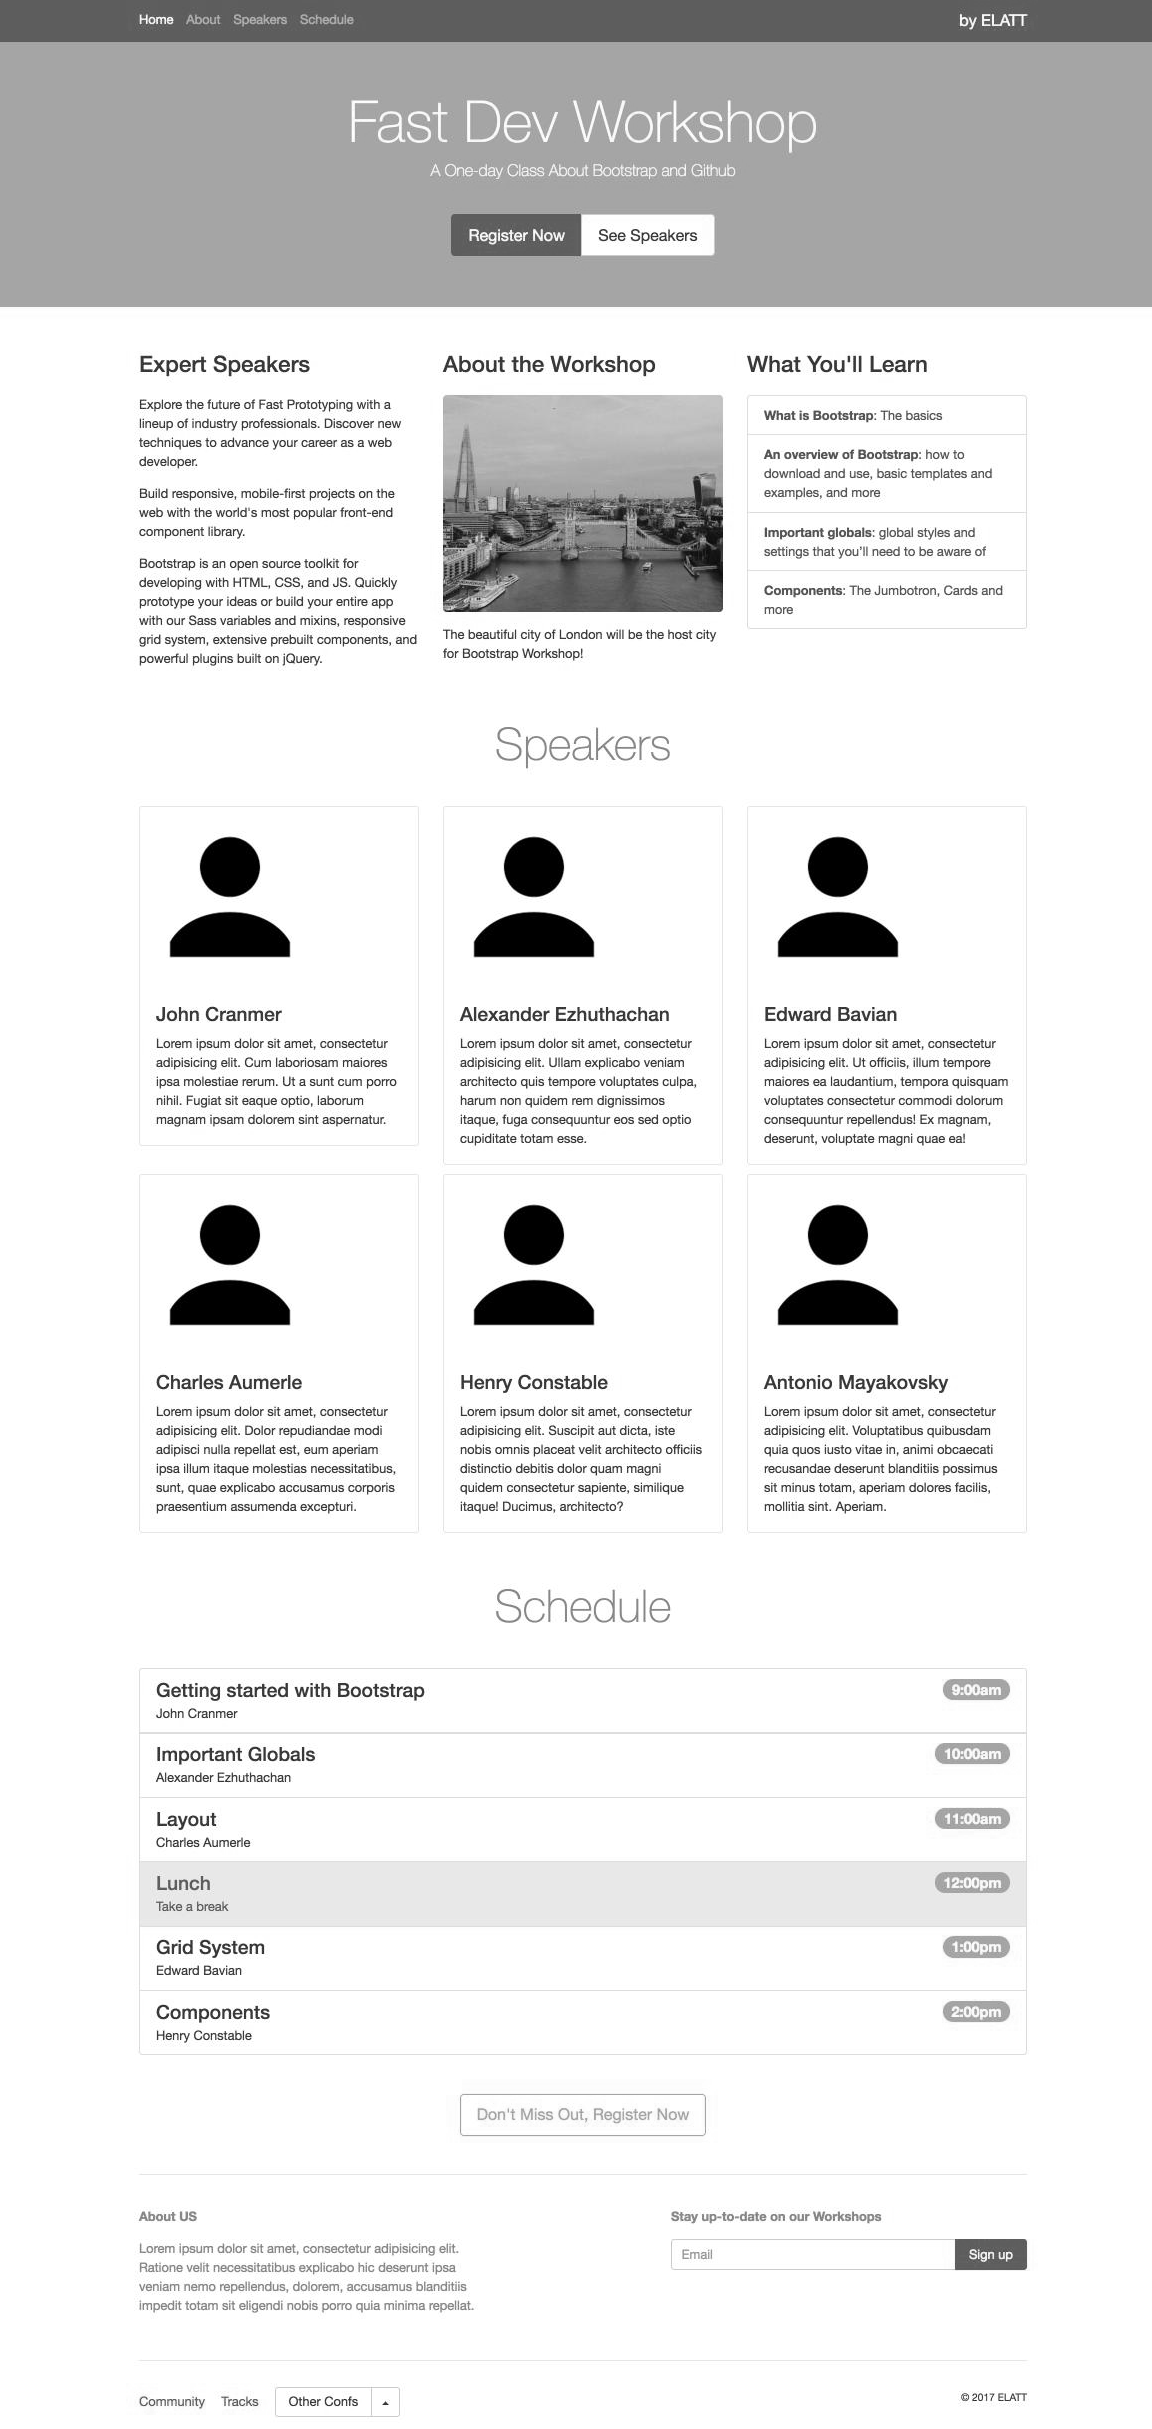 Home About Speakers Schedule by ELATT
Fast Dev Workshop
A One-day Class About Bootstrap and Github
Register Now See Speakers
Expert Speakers
Explore the future of Fast Prototyping with a
lineup of industry professionals. Discover new
techniques to advance your career as a web
developer.
Build responsive, mobile-first projects on the
web with the world's most popular front-end
component library.
Bootstrap is an open source toolkit for
developing with HTML, CSS, and JS. Quickly
prototype your ideas or build your entire app
with our Sass variables and mixins, responsive
grid system, extensive prebuilt components, and
powerful plugins built on jQuery.
About the Workshop
The beautiful city of London will be the host city
for Bootstrap Workshop!
What You'll Learn
What is Bootstrap: The basics
An overview of Bootstrap: how to
download and use, basic templates and
examples, and more
Important globals: global styles and
settings that you’ll need to be aware of
Components: The Jumbotron, Cards and
more
Speakers
John Cranmer
Lorem ipsum dolor sit amet, consectetur
adipisicing elit. Cum laboriosam maiores
ipsa molestiae rerum. Ut a sunt cum porro
nihil. Fugiat sit eaque optio, laborum
magnam ipsam dolorem sint aspernatur.
Alexander Ezhuthachan
Lorem ipsum dolor sit amet, consectetur
adipisicing elit. Ullam explicabo veniam
architecto quis tempore voluptates culpa,
harum non quidem rem dignissimos
itaque, fuga consequuntur eos sed optio
cupiditate totam esse.
Edward Bavian
Lorem ipsum dolor sit amet, consectetur
adipisicing elit. Ut officiis, illum tempore
maiores ea laudantium, tempora quisquam
voluptates consectetur commodi dolorum
consequuntur repellendus! Ex magnam,
deserunt, voluptate magni quae ea!
Charles Aumerle
Lorem ipsum dolor sit amet, consectetur
adipisicing elit. Dolor repudiandae modi
adipisci nulla repellat est, eum aperiam
ipsa illum itaque molestias necessitatibus,
sunt, quae explicabo accusamus corporis
praesentium assumenda excepturi.
Henry Constable
Lorem ipsum dolor sit amet, consectetur
adipisicing elit. Suscipit aut dicta, iste
nobis omnis placeat velit architecto officiis
distinctio debitis dolor quam magni
quidem consectetur sapiente, similique
itaque! Ducimus, architecto?
Antonio Mayakovsky
Lorem ipsum dolor sit amet, consectetur
adipisicing elit. Voluptatibus quibusdam
quia quos iusto vitae in, animi obcaecati
recusandae deserunt blanditiis possimus
sit minus totam, aperiam dolores facilis,
mollitia sint. Aperiam.
Schedule
Getting started with Bootstrap 9:00am
John Cranmer
Important Globals 10:00am
Alexander Ezhuthachan
Layout 11:00am
Charles Aumerle
Lunch 12:00pm
Take a break
Grid System 1:00pm
Edward Bavian
Components 2:00pm
Henry Constable
Don't Miss Out, Register Now
About US
Lorem ipsum dolor sit amet, consectetur adipisicing elit.
Ratione velit necessitatibus explicabo hic deserunt ipsa
veniam nemo repellendus, dolorem, accusamus blanditiis
impedit totam sit eligendi nobis porro quia minima repellat.
Stay up-to-date on our Workshops
Email Sign up
Community Tracks Other Confs © 2017 ELATT